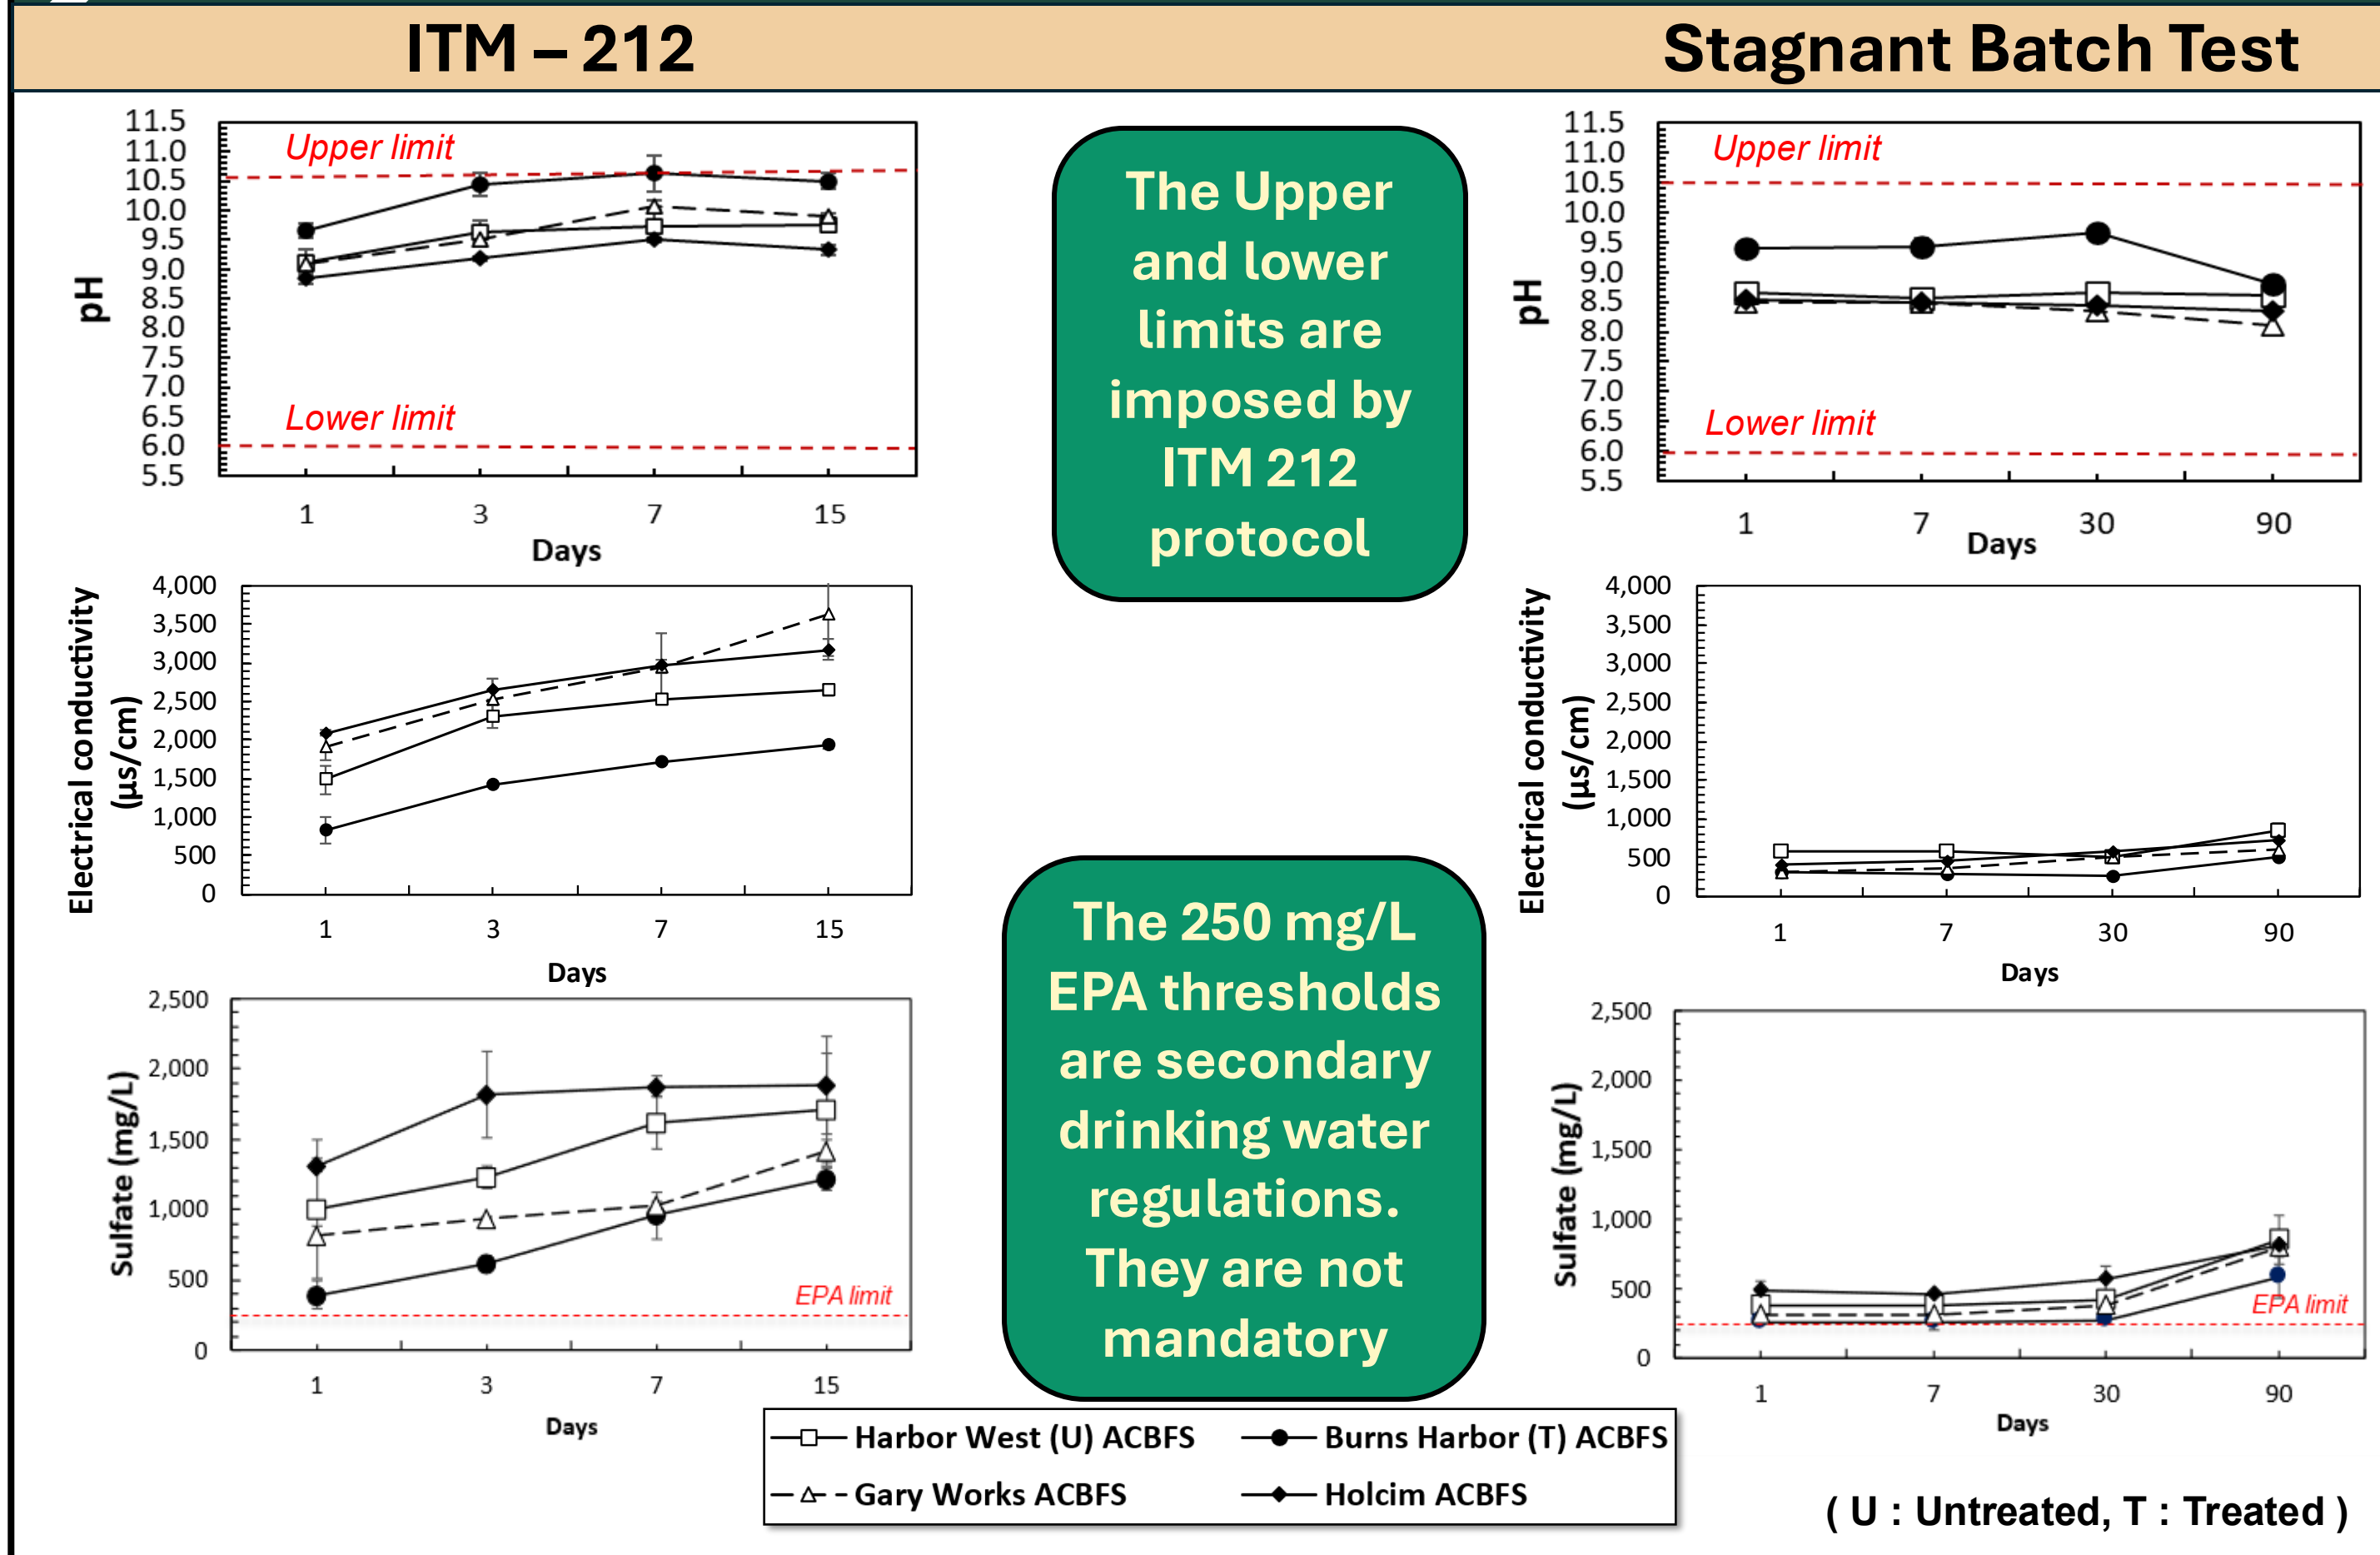 ITM – 212
Stagnant Batch Test
11.5
11.0
10.5
10.0
9.5
9.0
8.5
8.0
7.5
7.0
6.5
6.0
5.5
pH
Upper limit
Lower limit
1 3 7 15
Days
The Upper
and lower
limits are
imposed by
ITM 212
protocol
11.5
11.0
10.5
10.0
9.5
9.0
8.5
8.0
7.5
7.0
6.5
6.0
5.5
pH
Upper limit
Lower limit
1 7 30 90
Days
Electrical conductivity
(µs/cm)
4,000
3,500
3,000
2,500
2,000
1,500
1,000
500
0
1 3 7 15
Days
Electrical conductivity
(µs/cm)
4,000
3,500
3,000
2,500
2,000
1,500
1,000
500
0
1 7 30 90
Days
Sulfate (mg/L)
2,500
2,000
1,500
1,000
500
0
EPA limit
1 3 7 15
Days
The 250 mg/L
EPA thresholds
are secondary
drinking water
regulations.
They are not
mandatory
Sulfate (mg/L)
2,500
2,000
1,500
1,000
500
0
EPA limit
1 7 30 90
Days
Harbor West (U) ACBFS
Burns Harbor (T) ACBFS
Gary Works ACBFS
Holcim ACBFS
( U : Untreated, T : Treated )